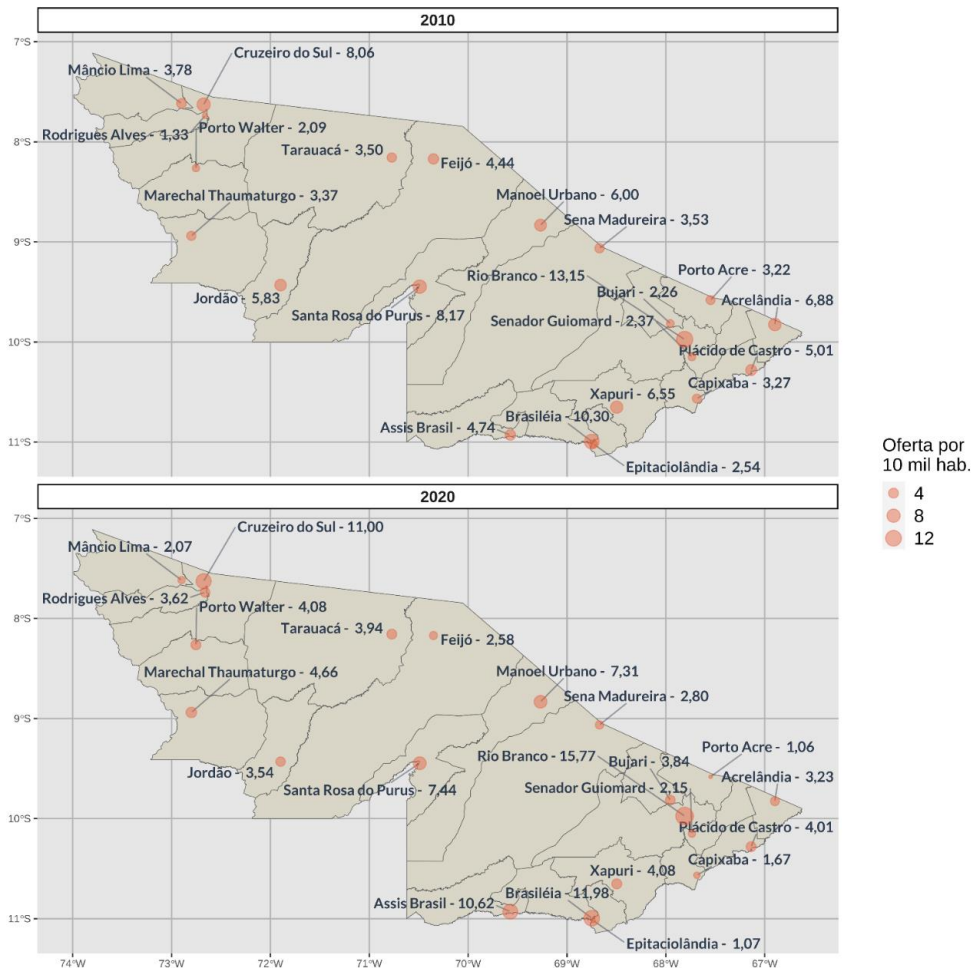 2010
7°S
8°S
9°S
10°S
11°S
Cruzeiro do Sul - 8,06
Mâncio Lima - 3,78
Rodrigues Alves - 1,33
Porto Walter - 2,09
Tarauacá - 3,50
Feijó - 4,44
Marechal Thaumaturgo - 3,37
Manoel Urbano - 6,00
Sena Madureira - 3,53
Rio Branco - 13,15
Porto Acre - 3,22
Bujari - 2,26
Acrelândia - 6,88
Jordão - 5,83
Santa Rosa do Purus - 8,17
Senador Guiomard - 2,37
Plácido de Castro - 5,01
Capixaba - 3,27
Xapuri - 6,55
Brasiléia - 10,30
Assis Brasil - 4,74
Epitaciolândia - 2,54
Oferta por
10 mil hab.
4
8
12
2020
7°S
8°S
9°S
10°S
11°S
Cruzeiro do Sul - 11,00
Mâncio Lima - 2,07
Rodrigues Alves - 3,62
Porto Walter - 4,08
Tarauacá - 3,94
Feijó - 2,58
Marechal Thaumaturgo - 4,66
Manoel Urbano - 7,31
Sena Madureira - 2,80
Porto Acre - 1,06
Rio Branco - 15,77
Bujari - 3,84
Acrelândia - 3,23
Jordão - 3,54
Santa Rosa do Purus - 7,44
Senador Guiomard - 2,15
Plácido de Castro - 4,01
Capixaba - 1,67
Xapuri - 4,08
Brasiléia - 11,98
Assis Brasil - 10,62
Epitaciolândia - 1,07
74°W
73°W
72°W
71°W
70°W
69°W
68°W
67°W